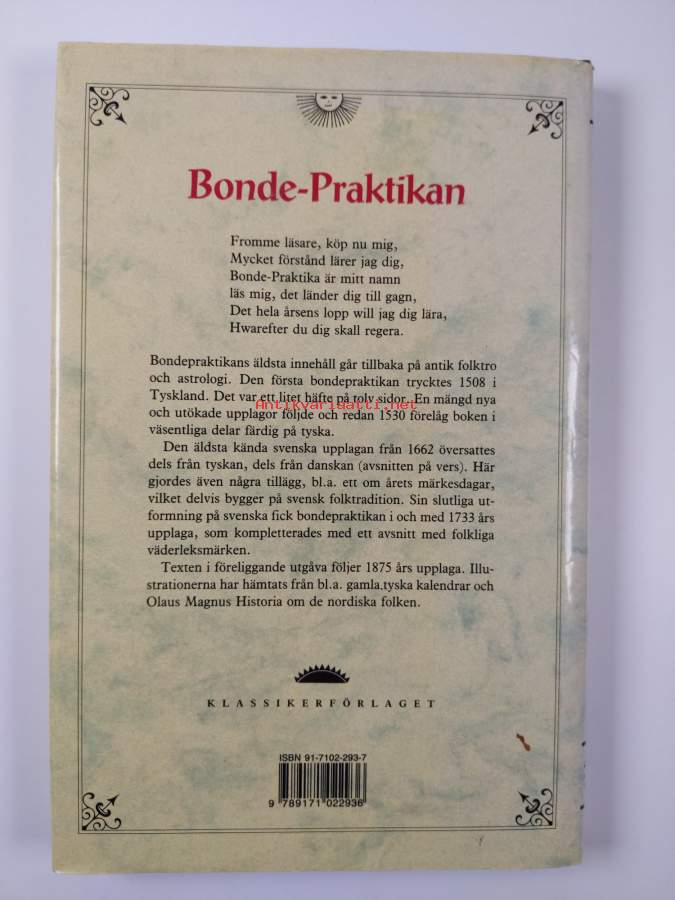 Bonde-Praktikan
Fromme läsare, köp nu mig,
Mycket förstånd lärer jag dig,
Bonde-Praktika är mitt namn
läs mig, det länder dig till gagn,
Det hela årsens lopp will jag dig lära,
Hwarefter du dig skall regera.
Bondepraktikans äldsta innehåll går tillbaka på antik folktro
och astrologi. Den första bondepraktikan trycktes 1508 i
Tyskland. Det var ett litet häfte på tolv sidor. En mängd nya
Antikvariaatti.net
och utökade upplagor följde och redan 1530 förelåg boken i
väsentliga delar färdig på tyska.
Den äldsta kända svenska upplagan från 1662 översattes
dels från tyskan, dels från danskan (avsnitten på vers). Här
gjordes även några tillägg, bl.a. ett om årets märkesdagar,
vilket delvis bygger på svensk folktradition. Sin slutliga ut-
formning på svenska fick bondepraktikan i och med 1733 års
upplaga, som kompletterades med ett avsnitt med folkliga
väderleksmärken.
Texten i föreliggande utgåva följer 1875 års upplaga. Illu-
strationerna har hämtats från bl.a. gamla tyska kalendrar och
Olaus Magnus Historia om de nordiska folken.
KLASSIKERFÖRLAGET
ISBN 91-7102-293-7
9 789171 022936